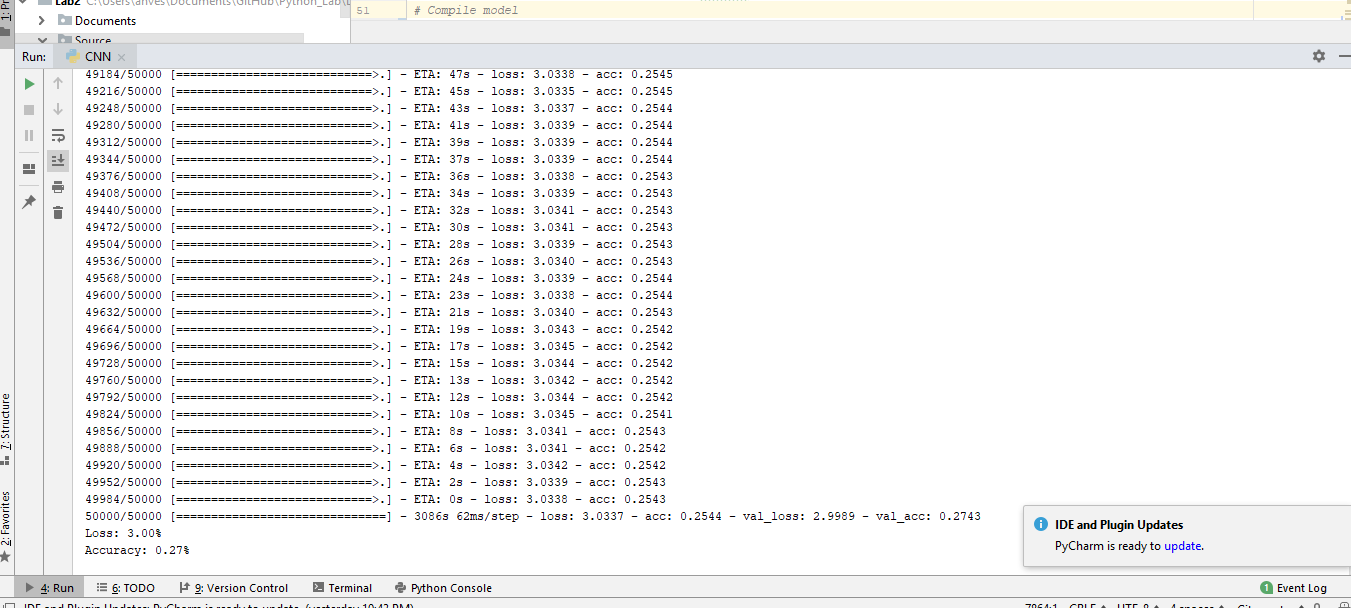 Lab2 C:\Users\anves\Documents\GitHub\Python_Lab\
51 # Compile model
Documents
Source
Run: CNN
49184/50000 [============================>.] - ETA: 47s - loss: 3.0338 - acc: 0.2545
49216/50000 [============================>.] - ETA: 45s - loss: 3.0335 - acc: 0.2545
49248/50000 [============================>.] - ETA: 43s - loss: 3.0337 - acc: 0.2544
49280/50000 [============================>.] - ETA: 41s - loss: 3.0339 - acc: 0.2544
49312/50000 [============================>.] - ETA: 39s - loss: 3.0339 - acc: 0.2544
49344/50000 [============================>.] - ETA: 37s - loss: 3.0339 - acc: 0.2544
49376/50000 [============================>.] - ETA: 36s - loss: 3.0338 - acc: 0.2543
49408/50000 [============================>.] - ETA: 34s - loss: 3.0339 - acc: 0.2543
49440/50000 [============================>.] - ETA: 32s - loss: 3.0341 - acc: 0.2543
49472/50000 [============================>.] - ETA: 30s - loss: 3.0341 - acc: 0.2543
49504/50000 [============================>.] - ETA: 28s - loss: 3.0339 - acc: 0.2543
49536/50000 [============================>.] - ETA: 26s - loss: 3.0340 - acc: 0.2543
49568/50000 [============================>.] - ETA: 24s - loss: 3.0339 - acc: 0.2544
49600/50000 [============================>.] - ETA: 23s - loss: 3.0338 - acc: 0.2544
49632/50000 [============================>.] - ETA: 21s - loss: 3.0340 - acc: 0.2543
49664/50000 [============================>.] - ETA: 19s - loss: 3.0343 - acc: 0.2542
49696/50000 [============================>.] - ETA: 17s - loss: 3.0345 - acc: 0.2542
49728/50000 [============================>.] - ETA: 15s - loss: 3.0344 - acc: 0.2542
49760/50000 [============================>.] - ETA: 13s - loss: 3.0342 - acc: 0.2542
49792/50000 [============================>.] - ETA: 12s - loss: 3.0344 - acc: 0.2542
49824/50000 [============================>.] - ETA: 10s - loss: 3.0345 - acc: 0.2541
49856/50000 [============================>.] - ETA: 8s - loss: 3.0341 - acc: 0.2543
49888/50000 [============================>.] - ETA: 6s - loss: 3.0341 - acc: 0.2542
49920/50000 [============================>.] - ETA: 4s - loss: 3.0342 - acc: 0.2542
49952/50000 [============================>.] - ETA: 2s - loss: 3.0339 - acc: 0.2543
49984/50000 [============================>.] - ETA: 0s - loss: 3.0338 - acc: 0.2543
50000/50000 [==============================] - 3086s 62ms/step - loss: 3.0337 - acc: 0.2544 - val_loss: 2.9989 - val_acc: 0.2743
Loss: 3.00%
Accuracy: 0.27%
7: Structure
2: Favorites
IDE and Plugin Updates
PyCharm is ready to update.
4: Run 6: TODO 9: Version Control Terminal Python Console 1 Event Log
IDE and Plugin Updates: PyCharm is ready to update. (yesterday 10:43 PM) 7864:1 CRLF UTF-8 4 spaces